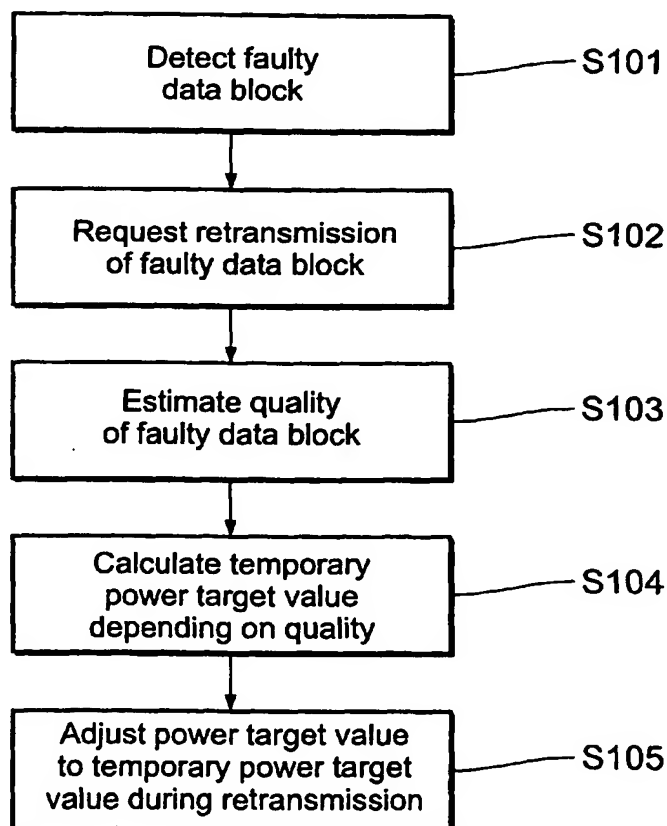 Detect faulty
data block
S101
Request retransmission
of faulty data block
S102
Estimate quality
of faulty data block
S103
Calculate temporary
power target value
depending on quality
S104
Adjust power target value
to temporary power target
value during retransmission
S105